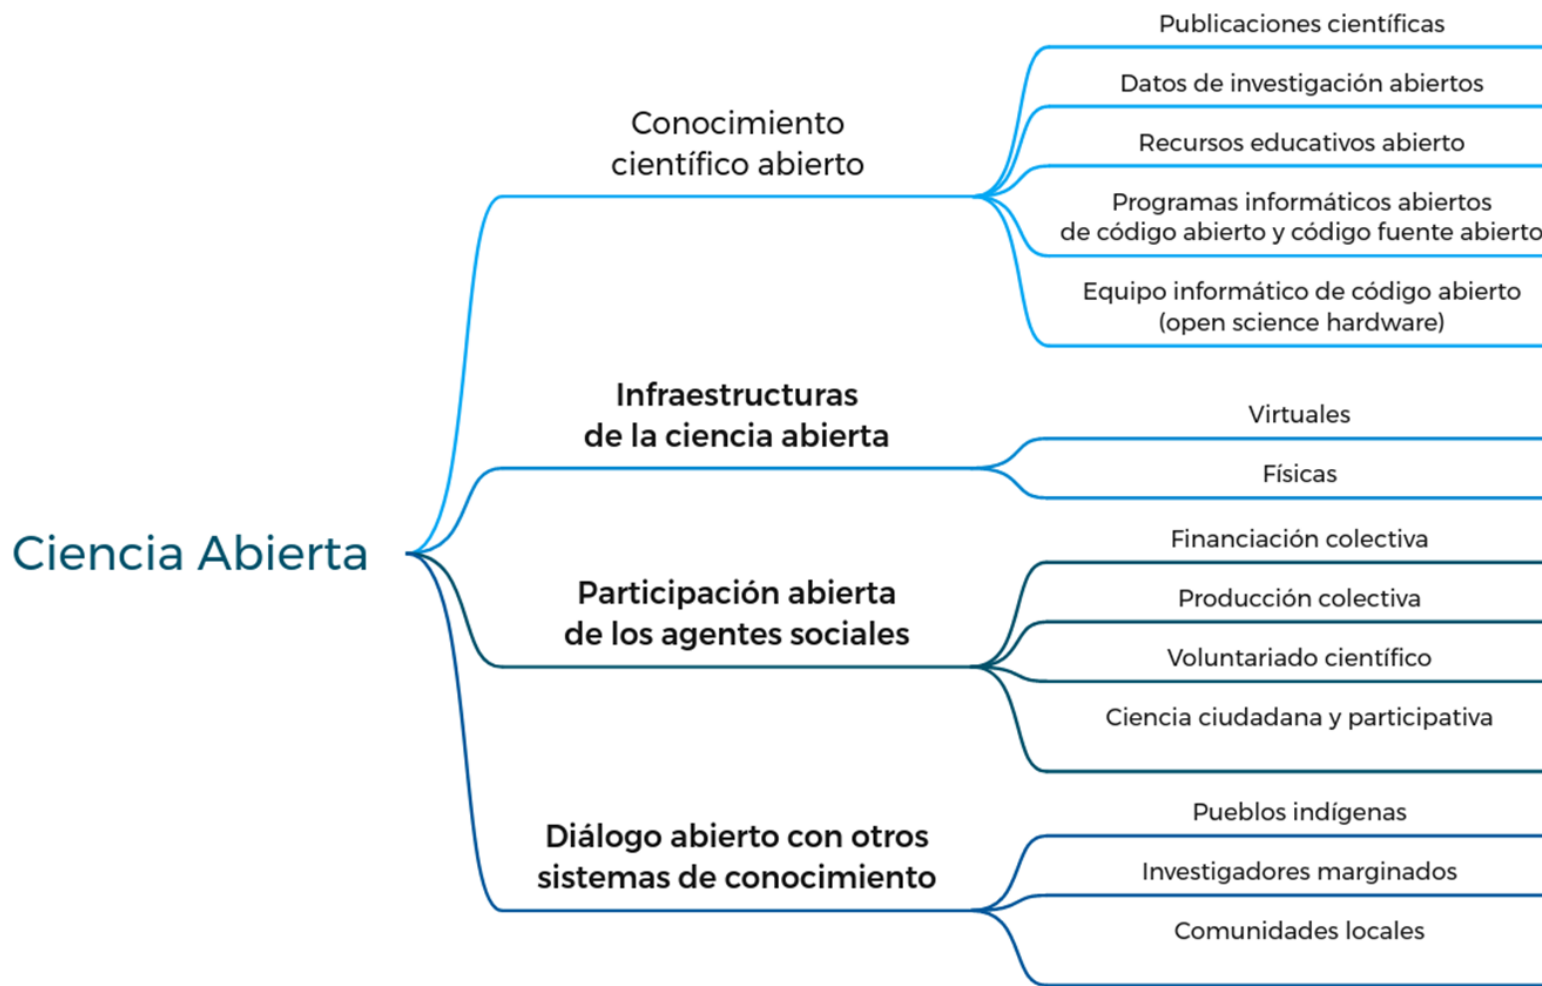 Ciencia Abierta
Conocimiento
científico abierto
Publicaciones científicas
Datos de investigación abiertos
Recursos educativos abierto
Programas informáticos abiertos
de código abierto y código fuente abierto
Equipo informático de código abierto
(open science hardware)
Infraestructuras
de la ciencia abierta
Virtuales
Físicas
Participación abierta
de los agentes sociales
Financiación colectiva
Producción colectiva
Voluntariado científico
Ciencia ciudadana y participativa
Diálogo abierto con otros
sistemas de conocimiento
Pueblos indígenas
Investigadores marginados
Comunidades locales